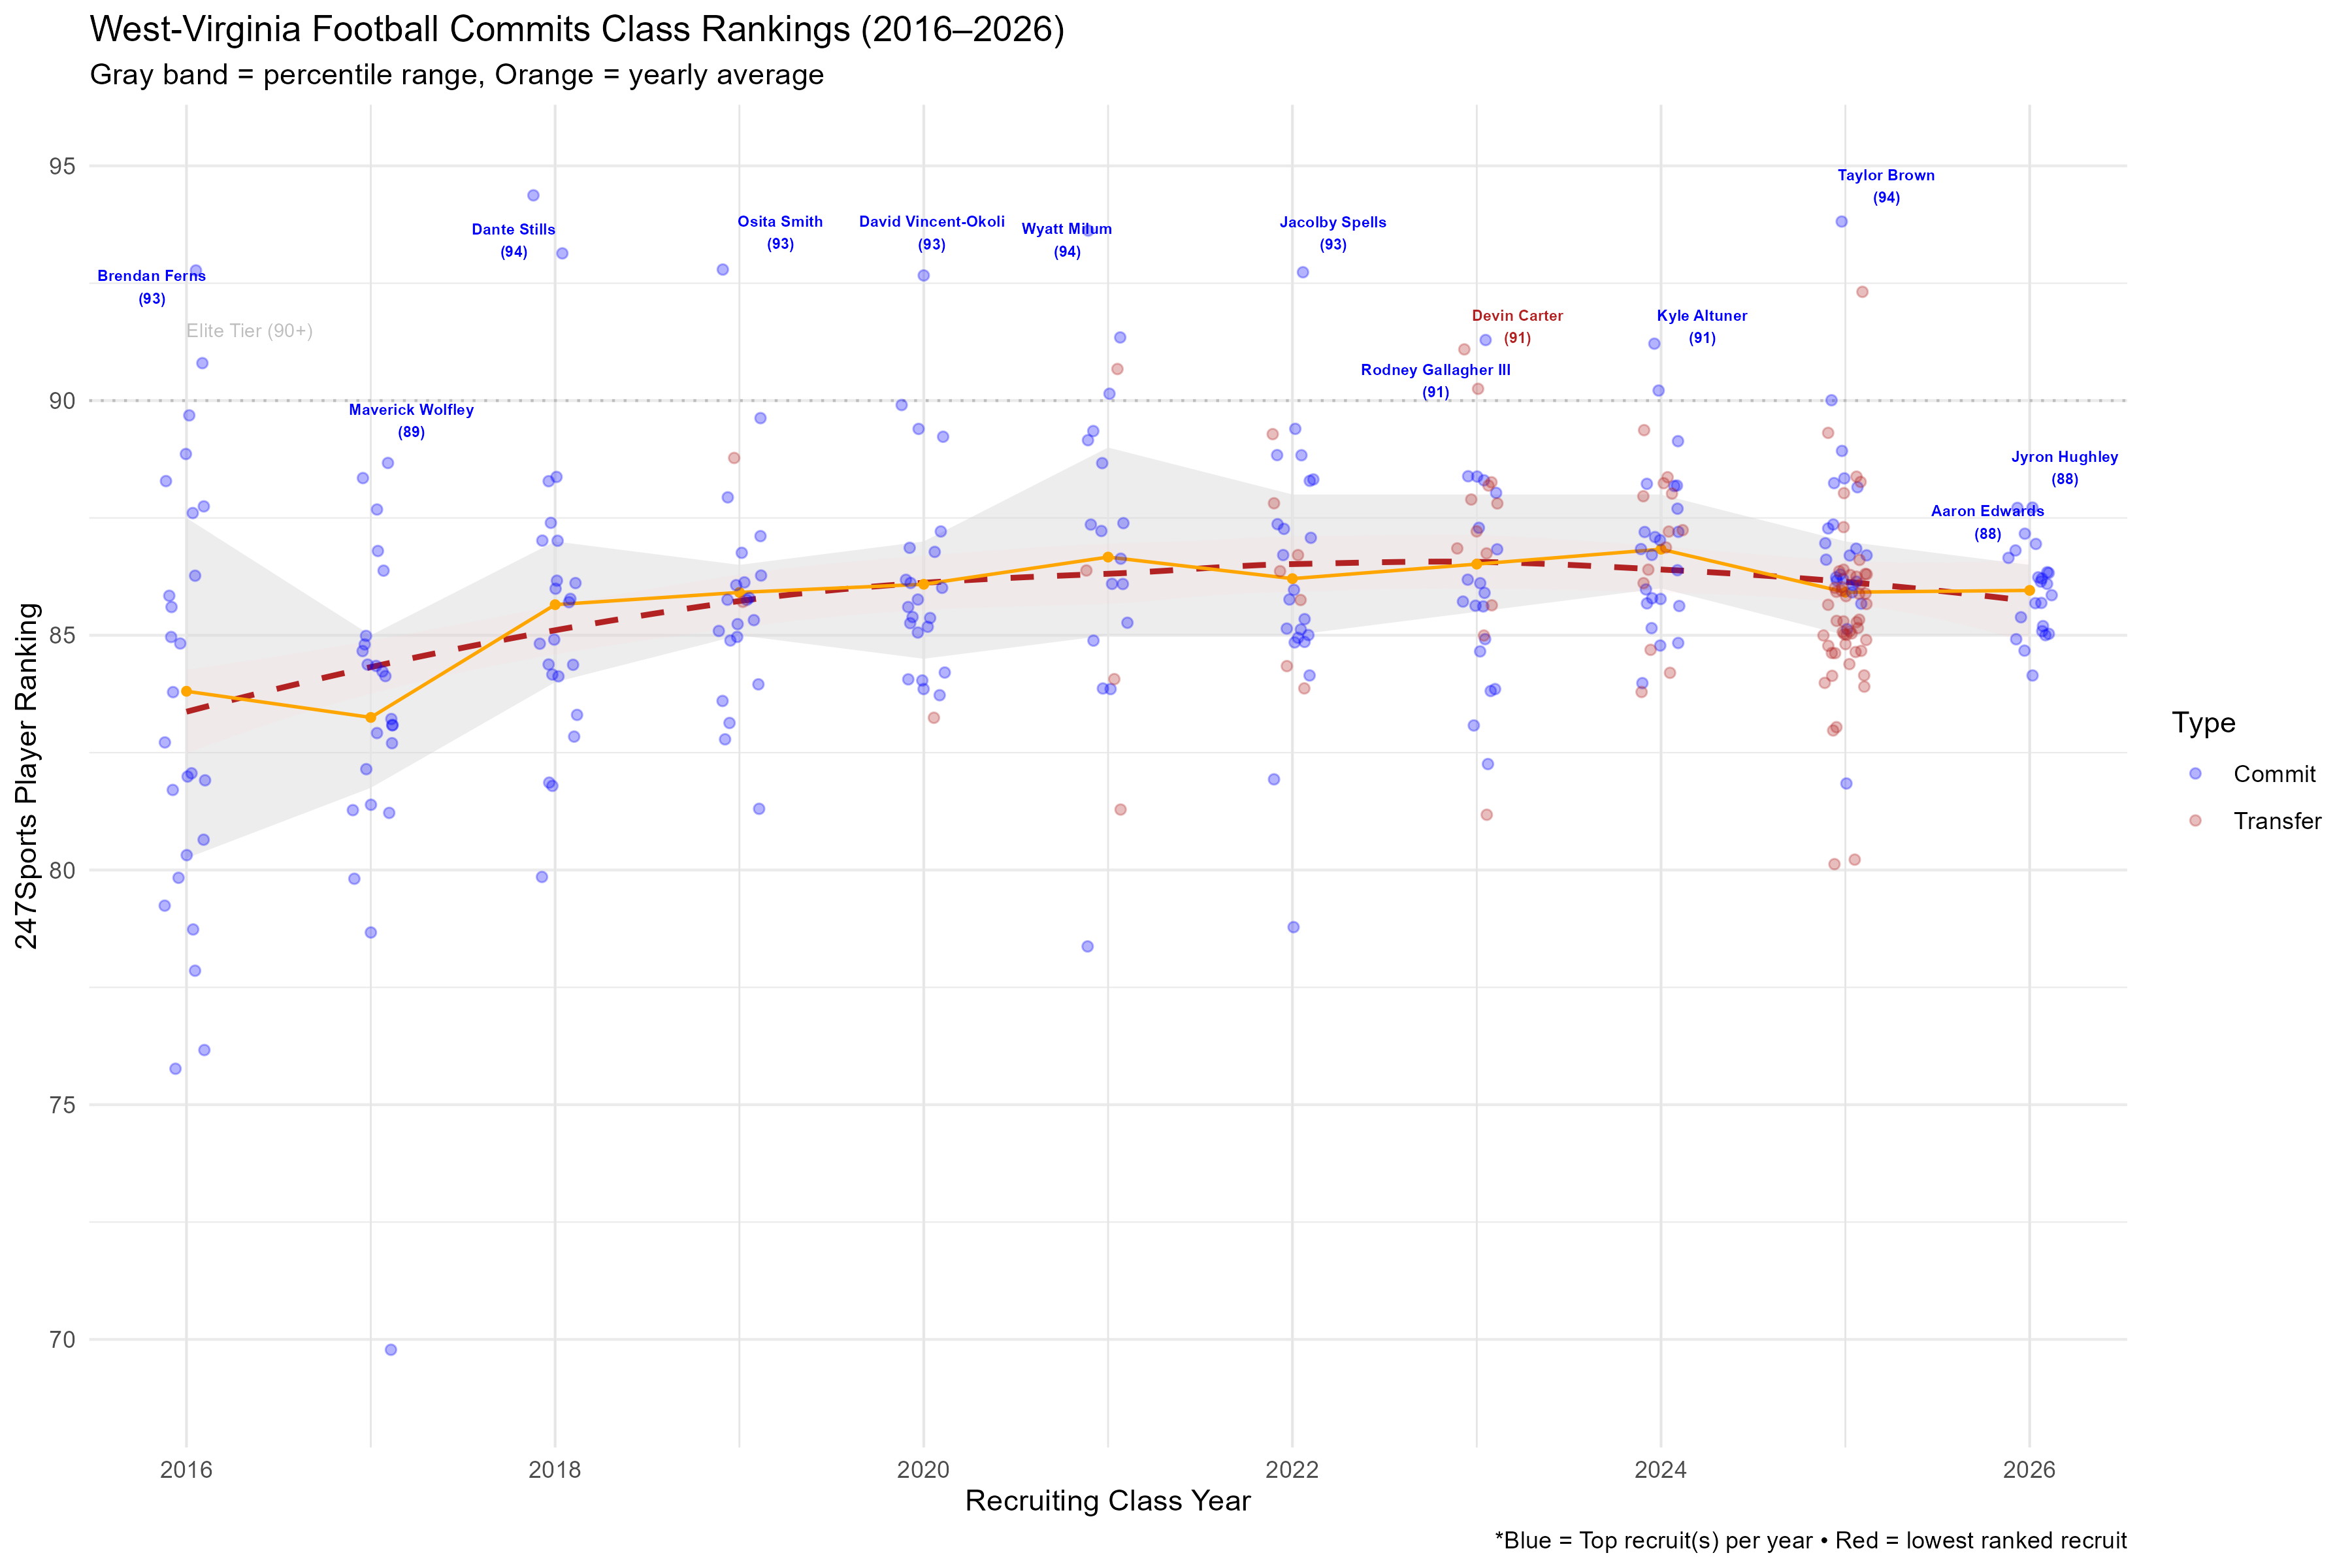 West-Virginia Football Commits Class Rankings (2016–2026)
Gray band = percentile range, Orange = yearly average
95
Taylor Brown
(94)
Dante Stills
(94)
Osita Smith
(93)
David Vincent-Okoli
(93)
Wyatt Milum
(94)
Jacolby Spells
(93)
Brendan Ferns
(93)
Elite Tier (90+)
Devin Carter
(91)
Kyle Altuner
(91)
Rodney Gallagher III
(91)
90
Maverick Wolfley
(89)
Jyron Hughley
(88)
Aaron Edwards
(88)
85
80
75
70
247Sports Player Ranking
Type
Commit
Transfer
2016
2018
2020
2022
2024
2026
Recruiting Class Year
*Blue = Top recruit(s) per year • Red = lowest ranked recruit